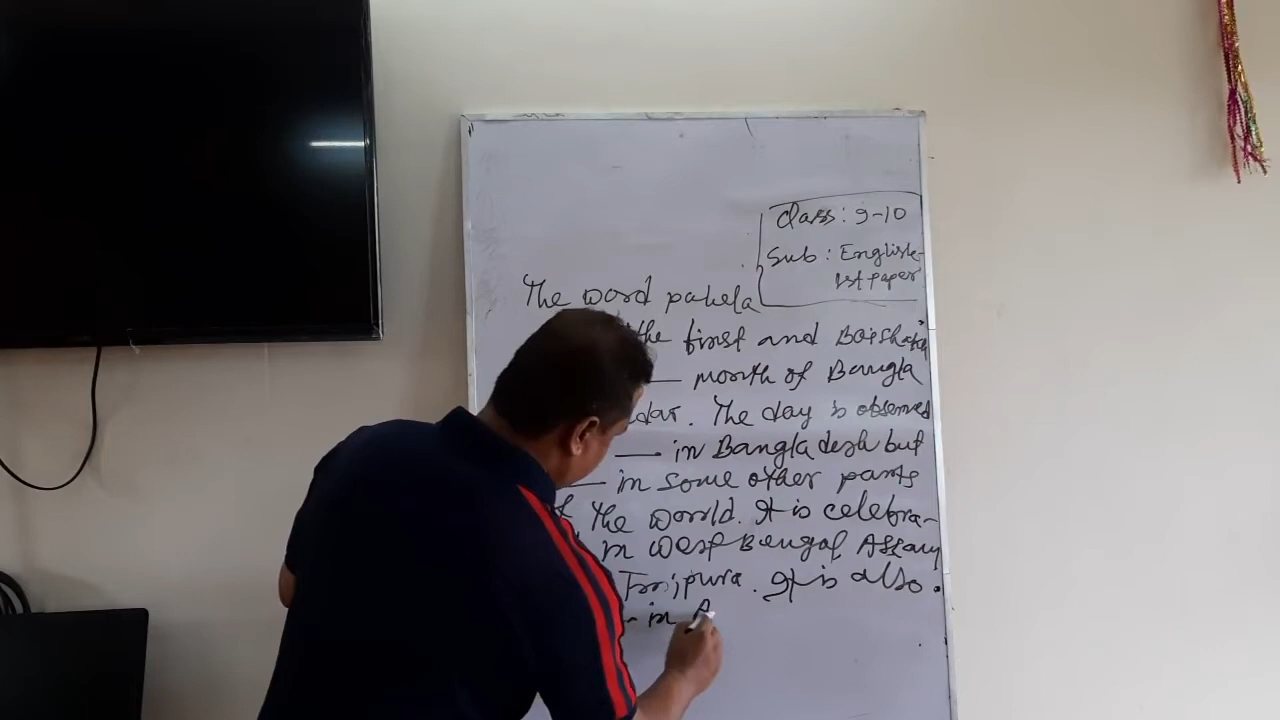 Class: 9-10
Sub: English
1st paper
The word pahela
the first and Boishakh
— month of Bangla
dar. The day is observed
— in Bangladesh but
— in some other parts
the world. It is celebra-
in West Bengal Assam
Tripura. It is also
- in